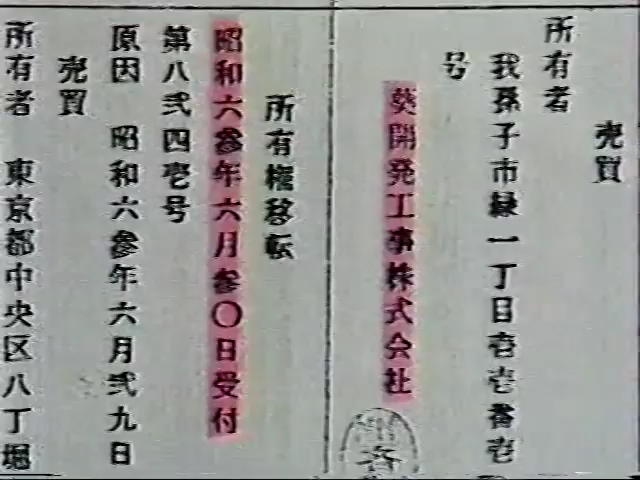 売買
所有者
我孫子市緑一丁目壱壱番壱
号
葵開発工事株式会社
所有権移転
昭和六参年六月参〇日受付
第八弐四壱号
原因 昭和六参年六月弐九日
売買
所有者 東京都中央区八丁堀